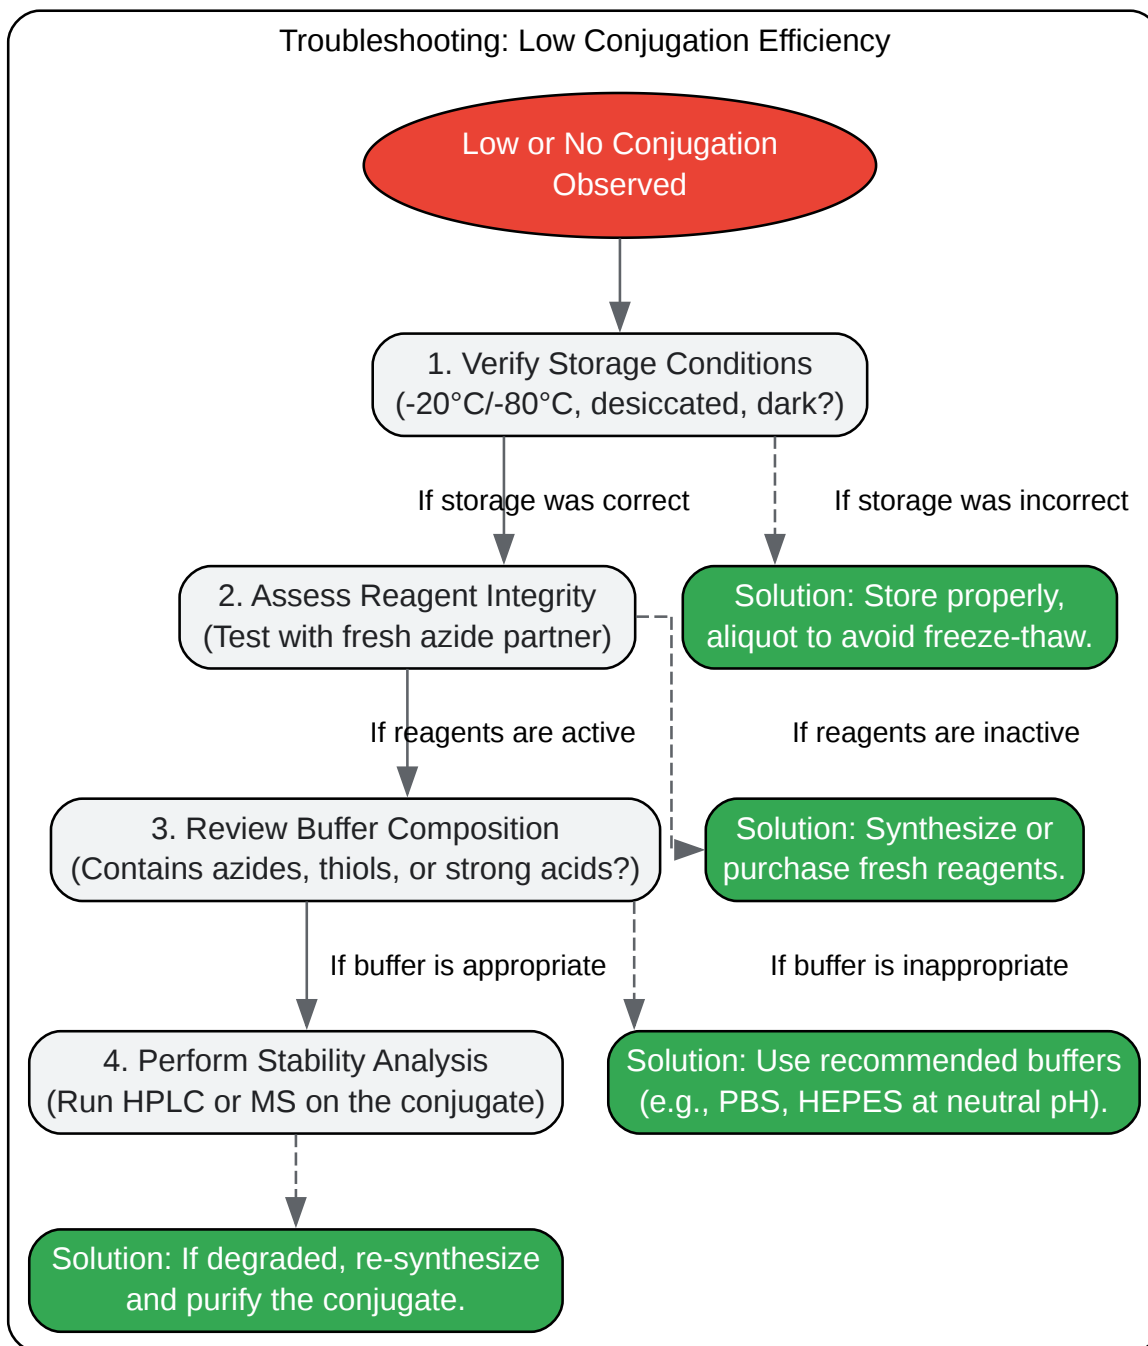 Troubleshooting: Low Conjugation Efficiency
Low or No Conjugation
Observed
1. Verify Storage Conditions
(-20°C/-80°C, desiccated, dark?)
If storage was correct
If storage was incorrect
2. Assess Reagent Integrity
(Test with fresh azide partner)
Solution: Store properly,
aliquot to avoid freeze-thaw.
If reagents are active
If reagents are inactive
3. Review Buffer Composition
(Contains azides, thiols, or strong acids?)
Solution: Synthesize or
purchase fresh reagents.
If buffer is appropriate
If buffer is inappropriate
4. Perform Stability Analysis
(Run HPLC or MS on the conjugate)
Solution: Use recommended buffers
(e.g., PBS, HEPES at neutral pH).
Solution: If degraded, re-synthesize
and purify the conjugate.